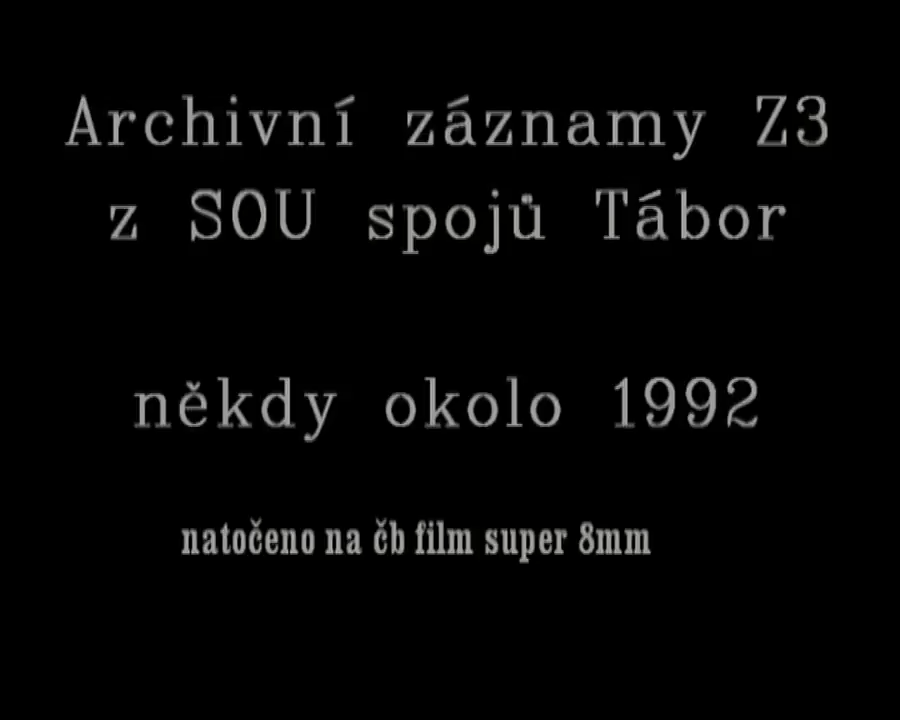 Archivní záznamy Z3
z SOU spojů Tábor
někdy okolo 1992
natočeno na čb film super 8mm